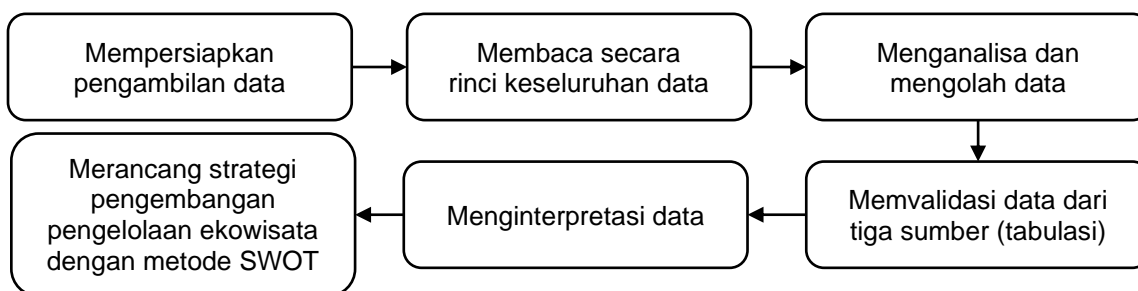 Mempersiapkan
pengambilan data
Membaca secara
rinci keseluruhan data
Menganalisa dan
mengolah data
Memvalidasi data dari
tiga sumber (tabulasi)
Menginterpretasi data
Merancang strategi
pengembangan
pengelolaan ekowisata
dengan metode SWOT